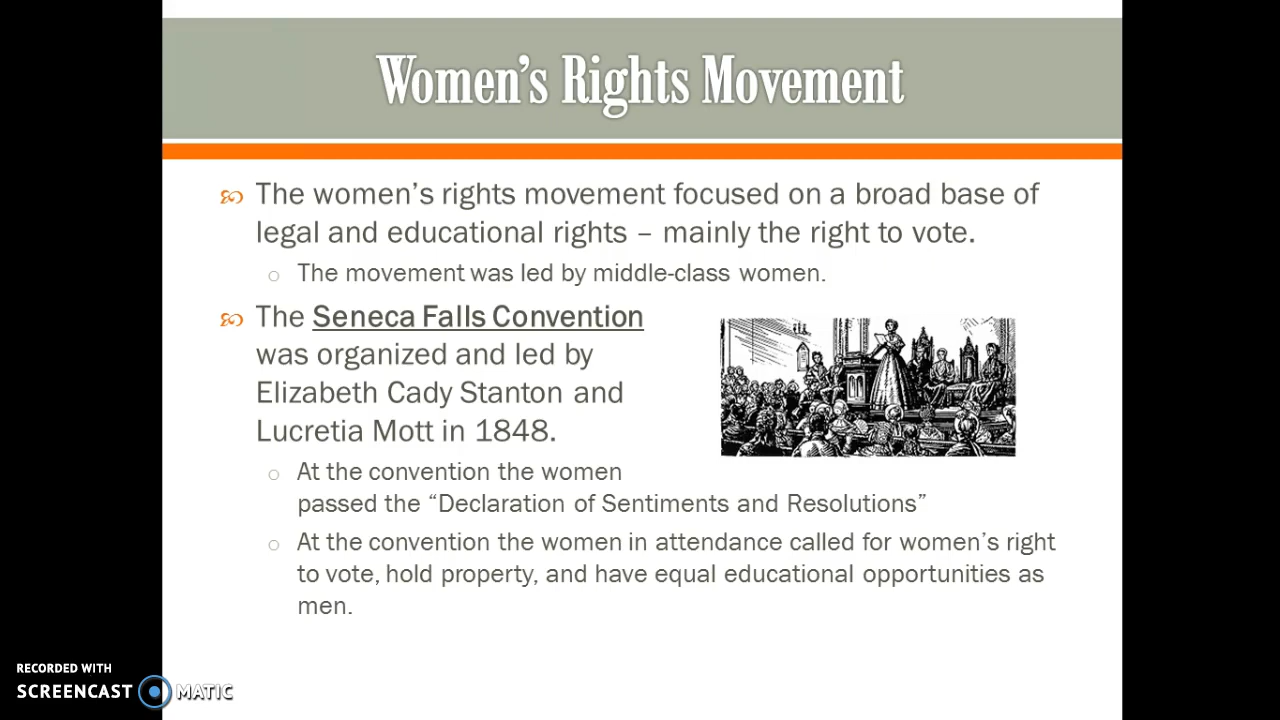 Women's Rights Movement
The women's rights movement focused on a broad base of
legal and educational rights – mainly the right to vote.
The movement was led by middle-class women.
The Seneca Falls Convention
was organized and led by
Elizabeth Cady Stanton and
Lucretia Mott in 1848.
At the convention the women
passed the “Declaration of Sentiments and Resolutions”
At the convention the women in attendance called for women's right
to vote, hold property, and have equal educational opportunities as
men.
RECORDED WITH
SCREENCAST MATIC